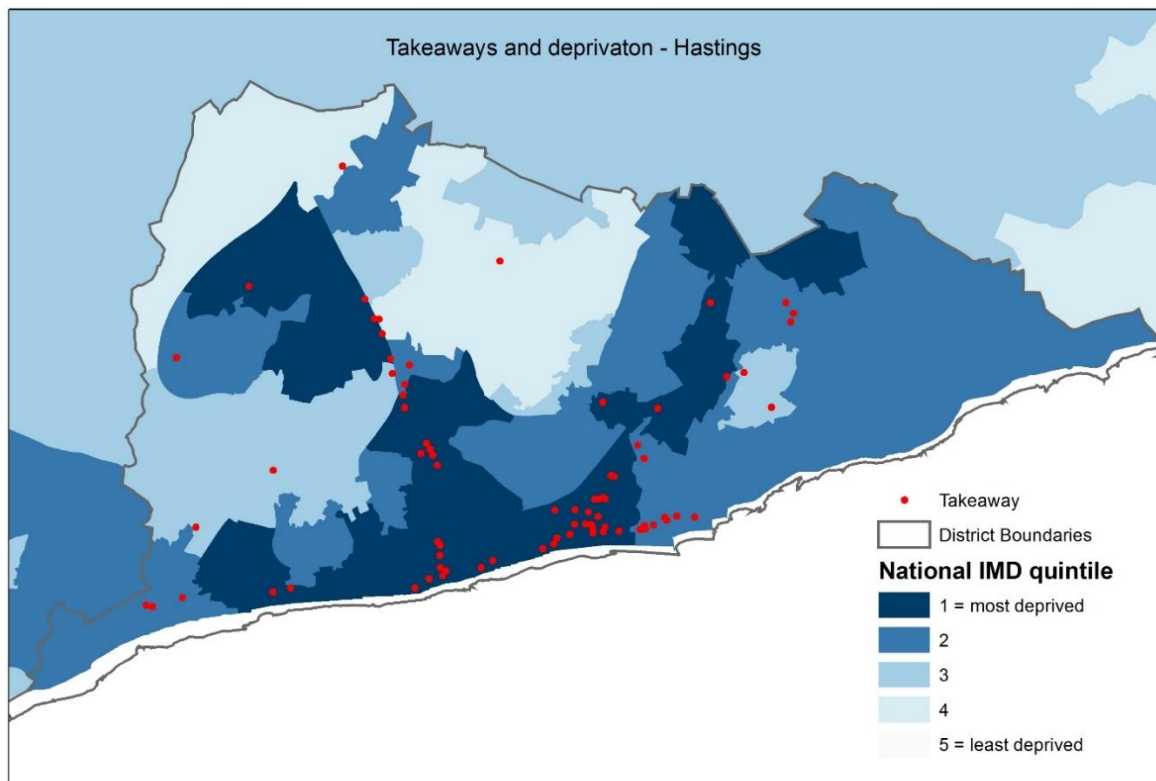 Takeaways and deprivaton - Hastings
Takeaway
District Boundaries
National IMD quintile
1 = most deprived
2
3
4
5 = least deprived